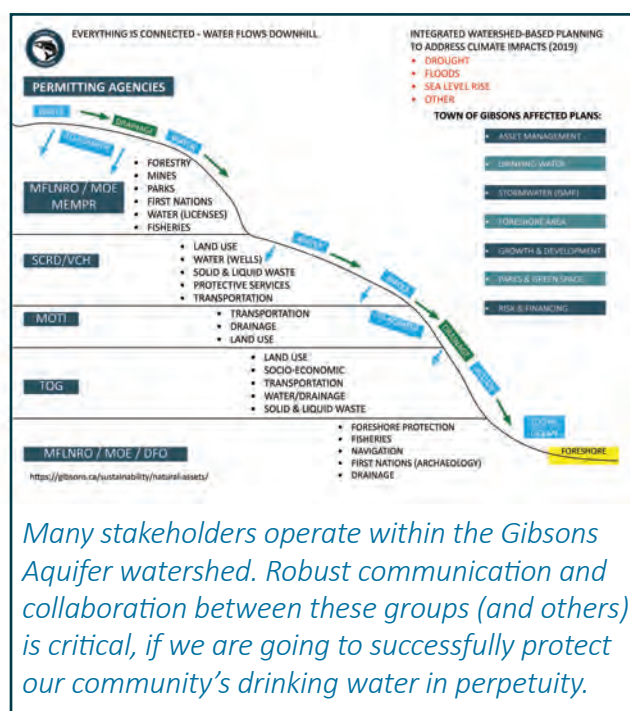 EVERYTHING IS CONNECTED - WATER FLOWS DOWNHILL
INTEGRATED WATERSHED-BASED PLANNING
TO ADDRESS CLIMATE IMPACTS (2019)
• DROUGHT
• FLOODS
• SEA LEVEL RISE
• OTHER
PERMITTING AGENCIES
TOWN OF GIBSONS AFFECTED PLANS:
WATER
DRAINAGE
WATER
ASSET MANAGEMENT
DRINKING WATER
STORMWATER (ISMP)
FORESHORE AREA
GROWTH & DEVELOPMENT
PARKS & GREEN SPACE
RISK & FINANCING
MFLNRO / MOE
MEMPR
• FORESTRY
• MINES
• PARKS
• FIRST NATIONS
• WATER (LICENSES)
• FISHERIES
SCRD/VCH
• LAND USE
• WATER (WELLS)
• SOLID & LIQUID WASTE
• PROTECTIVE SERVICES
• TRANSPORTATION
WATER
WATER
MOTI
• TRANSPORTATION
• DRAINAGE
• LAND USE
DRAINAGE
TOG
• LAND USE
• SOCIO-ECONOMIC
• TRANSPORTATION
• WATER/DRAINAGE
• SOLID & LIQUID WASTE
WATER
MFLNRO / MOE / DFO
• FORESHORE PROTECTION
• FISHERIES
• NAVIGATION
• FIRST NATIONS (ARCHAEOLOGY)
• DRAINAGE
FORESHORE
https://gibsons.ca/sustainability/natural-assets/
Many stakeholders operate within the Gibsons
Aquifer watershed. Robust communication and
collaboration between these groups (and others)
is critical, if we are going to successfully protect
our community's drinking water in perpetuity.